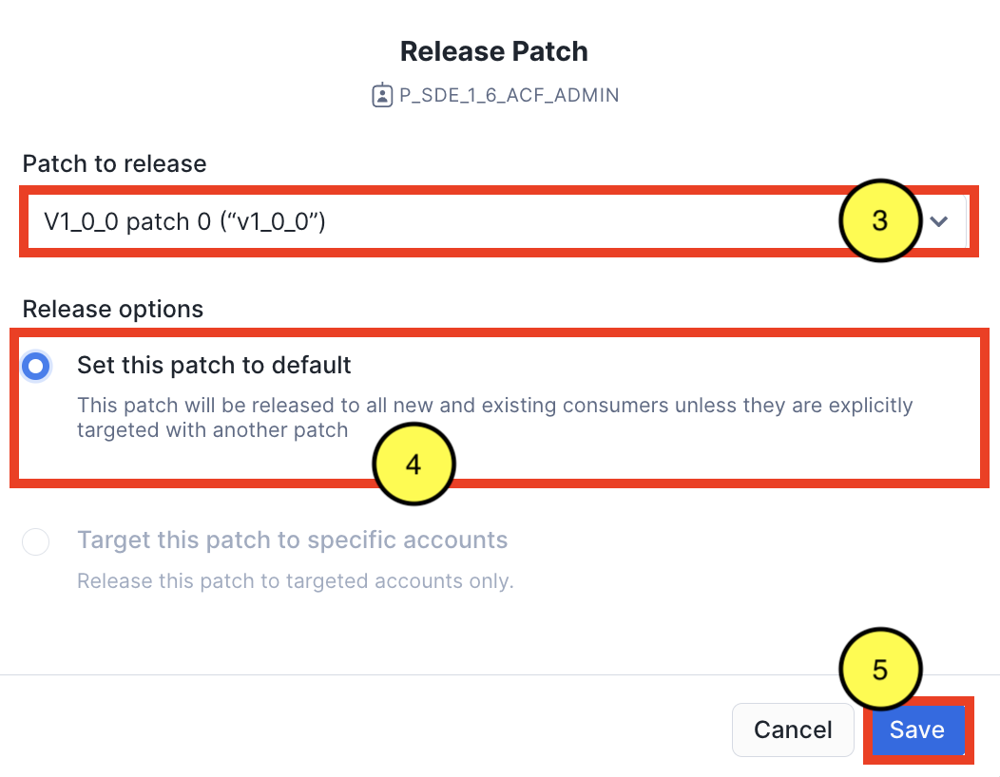 Release Patch
P_SDE_1_6_ACF_ADMIN
Patch to release
V1_0_0 patch 0 (“v1_0_0”)
3
Release options
Set this patch to default
This patch will be released to all new and existing consumers unless they are explicitly
targeted with another patch
4
Target this patch to specific accounts
Release this patch to targeted accounts only.
5
Cancel
Save